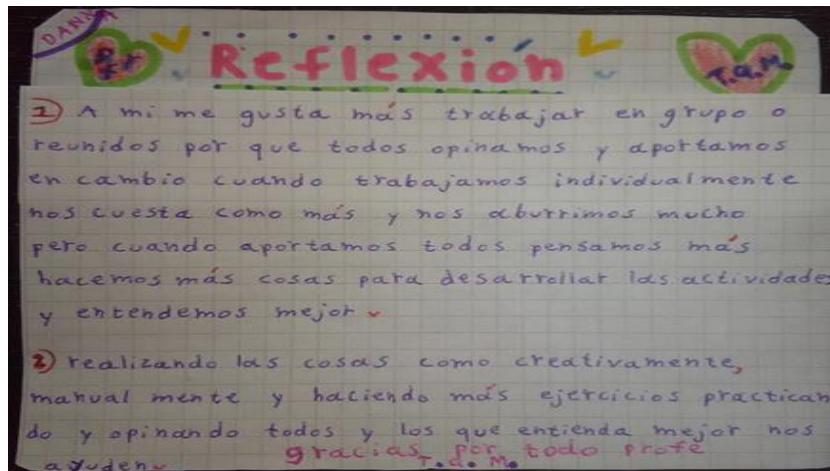 DANNA
Reflexión
T.Q.M.
1) A mi me gusta más trabajar en grupo o
reunidos por que todos opinamos y aportamos
en cambio cuando trabajamos individualmente
nos cuesta como más y nos aburrimos mucho
pero cuando aportamos todos pensamos más
hacemos más cosas para desarrollar las actividades
y entendemos mejor
2) realizando las cosas como creativamente,
manual mente y haciendo más ejercicios practican
do y opinando todos y los que entienda mejor nos
ayuden
gracias por todo profe
T.Q.M.